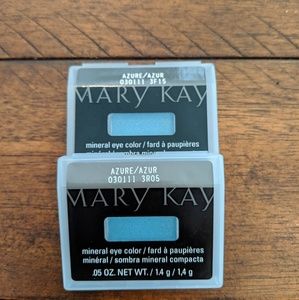 AZURE/AZUR
030111 3F15
MARY KAY
mineral eye color / fard à paupières
AZURE/AZUR
030111 3R05
MARY KAY
mineral eye color / fard à paupières
minéral / sombra mineral compacta
.05 OZ. NET WT. / 1.4 g / 1,4 g